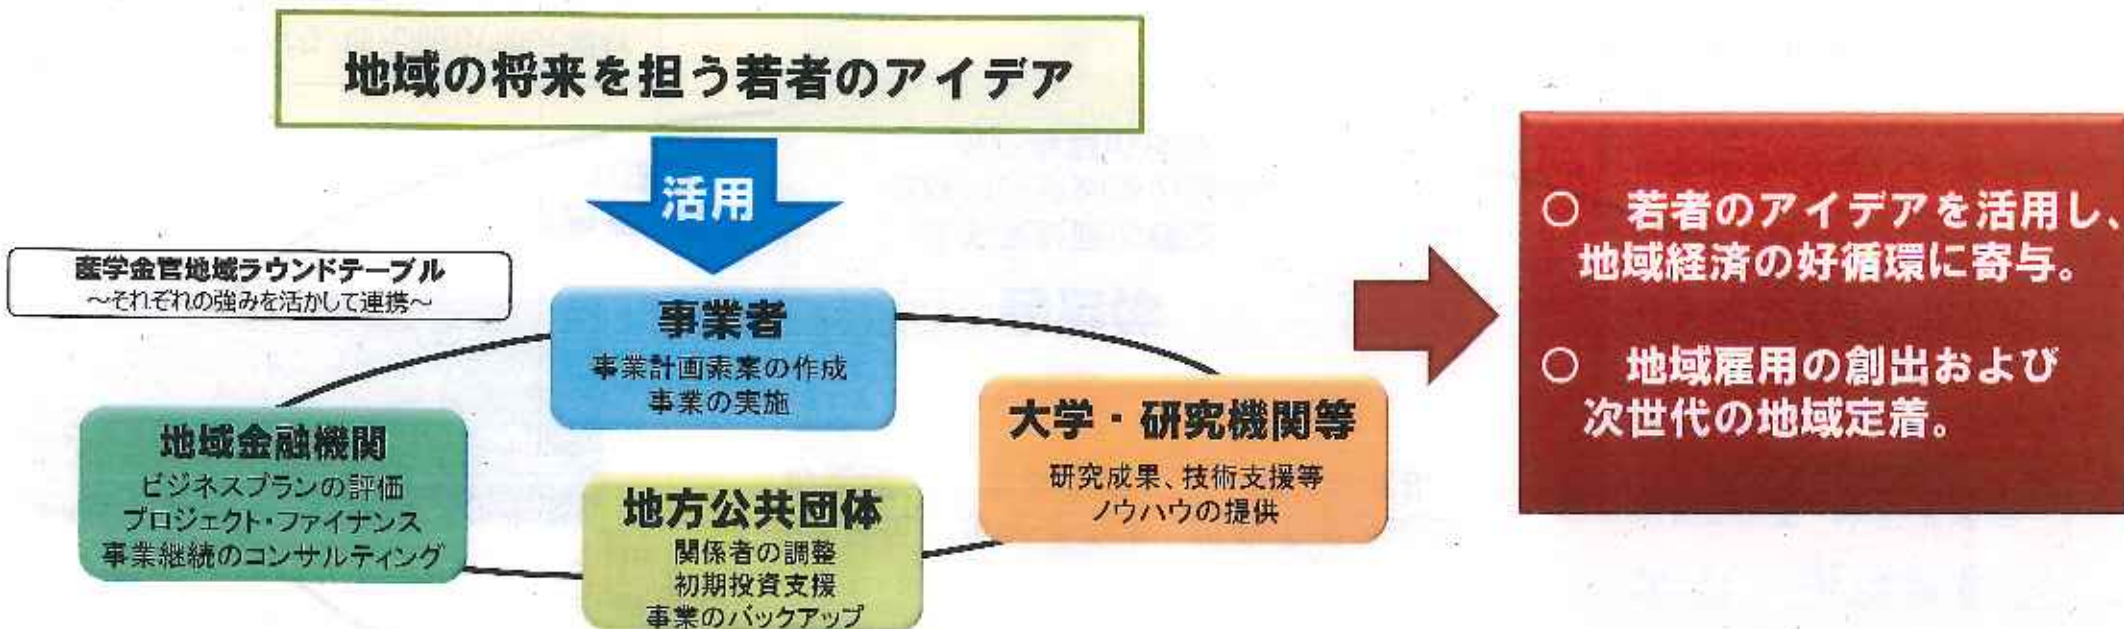 地域の将来を担う若者のアイデア
活用
産学金官地域ラウンドテーブル
～それぞれの強みを活かして連携～
事業者
事業計画素案の作成
事業の実施
地域金融機関
ビジネスプランの評価
プロジェクト・ファイナンス
事業継続のコンサルティング
地方公共団体
関係者の調整
初期投資支援
事業のバックアップ
大学・研究機関等
研究成果、技術支援等
ノウハウの提供
○　若者のアイデアを活用し、
地域経済の好循環に寄与。
○　地域雇用の創出および
次世代の地域定着。